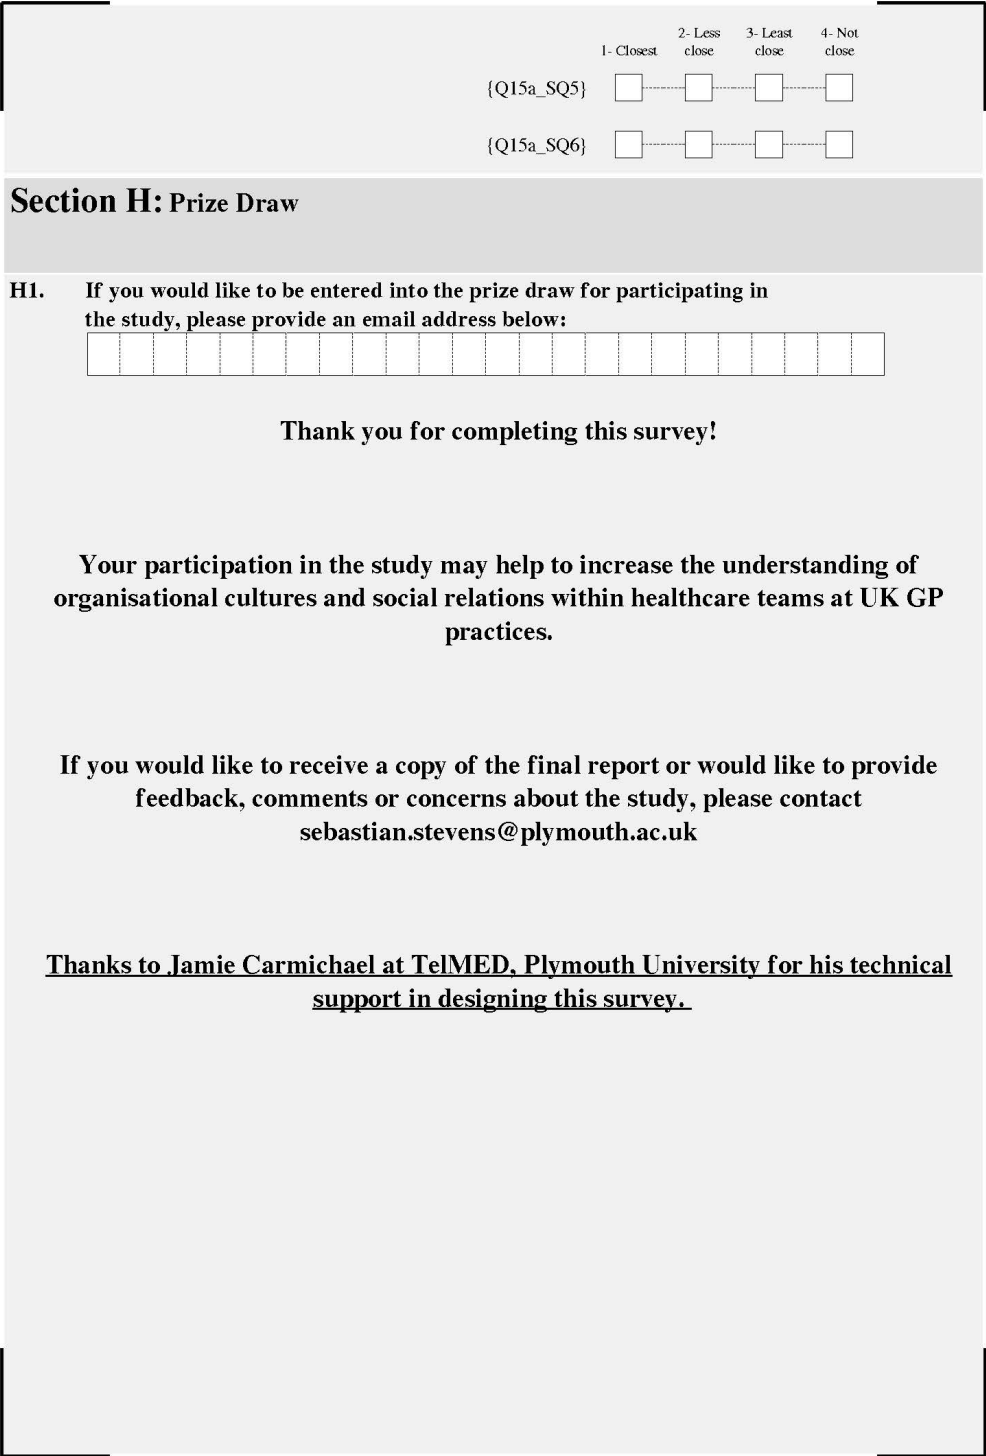 1- Closest 2- Less close 3- Least close 4- Not close
{Q15a_SQ5}
{Q15a_SQ6}
Section H: Prize Draw
H1. If you would like to be entered into the prize draw for participating in
the study, please provide an email address below:
Thank you for completing this survey!
Your participation in the study may help to increase the understanding of
organisational cultures and social relations within healthcare teams at UK GP
practices.
If you would like to receive a copy of the final report or would like to provide
feedback, comments or concerns about the study, please contact
sebastian.stevens@plymouth.ac.uk
Thanks to Jamie Carmichael at TelMED, Plymouth University for his technical
support in designing this survey.